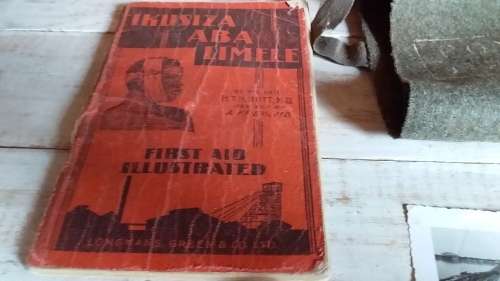 IKUSIZA
ABA
LIMELE
FIRST AID
ILLUSTRATED
LONGMANS, GREEN & CO. LTD.